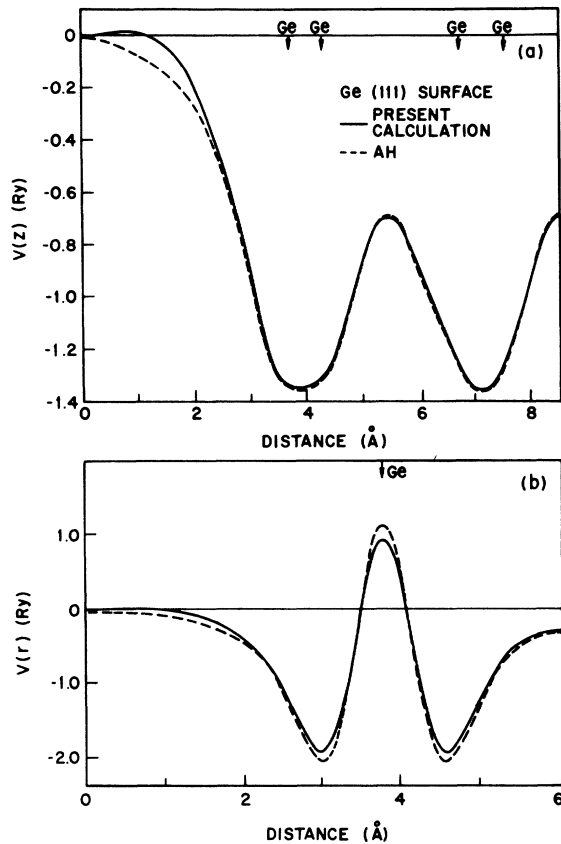 Ge Ge Ge Ge
(a)
Ge (111) SURFACE
PRESENT
CALCULATION
AH
0
-0.2
-0.4
-0.6
-0.8
-1.0
-1.2
-1.4
V(z) (Ry)
0 2 4 6 8
DISTANCE (Å)
Ge
(b)
1.0
0
-1.0
-2.0
V(r) (Ry)
0 2 4 6
DISTANCE (Å)